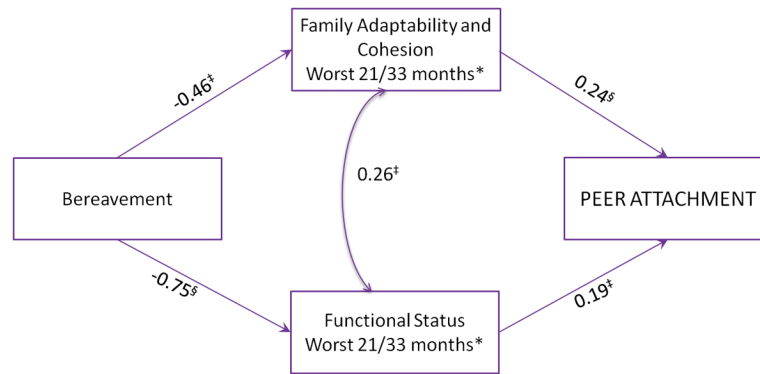 Family Adaptability and
Cohesion
Worst 21/33 months*
-0.46‡
0.24§
Bereavement
0.26‡
PEER ATTACHMENT
-0.75§
0.19‡
Functional Status
Worst 21/33 months*